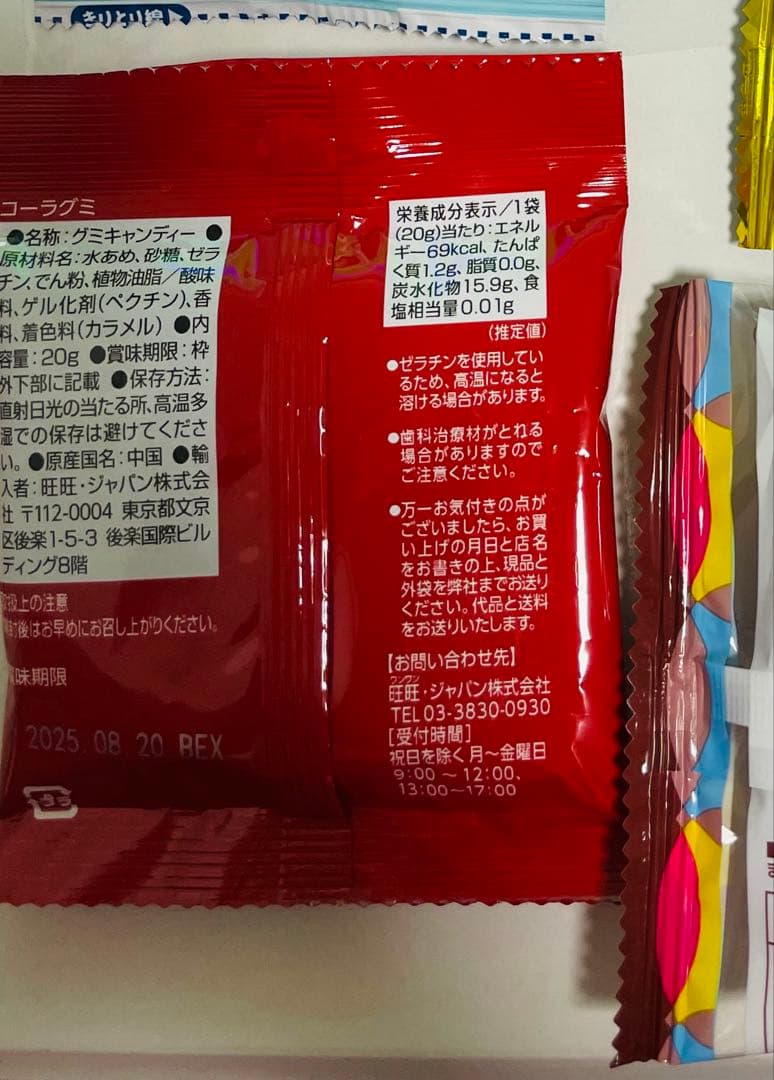 きりとり線
コーラグミ
●名称：グミキャンディー ●
原材料名：水あめ、砂糖、ゼラ
チン、でん粉、植物油脂／酸味
料、ゲル化剤（ペクチン）、香
料、着色料（カラメル） ●内
容量：20g ●賞味期限：枠
外下部に記載 ●保存方法：
直射日光の当たる所、高温多
湿での保存は避けてくださ
い。●原産国名：中国 ●輸
入者：旺旺・ジャパン株式会
社 〒112-0004 東京都文京
区後楽1-5-3 後楽国際ビル
ディング8階
取扱上の注意
開封後はお早めにお召し上がりください。
味期限
2025.08.20 BEX
プラ
栄養成分表示／1袋
(20g)当たり：エネル
ギー69kcal、たんぱ
く質1.2g、脂質0.0g、
炭水化物15.9g、食
塩相当量0.01g
（推定値）
●ゼラチンを使用してい
るため、高温になると
溶ける場合があります。
●歯科治療材がとれる
場合がありますので
ご注意ください。
●万一お気付きの点が
ございましたら、お買
い上げの月日と店名
をお書きの上、現品と
外袋を弊社までお送り
ください。代品と送料
をお送りいたします。
【お問い合わせ先】
ワンワン
旺旺・ジャパン株式会社
TEL 03-3830-0930
［受付時間］
祝日を除く 月～金曜日
9:00 ～ 12:00、
13:00～17:00